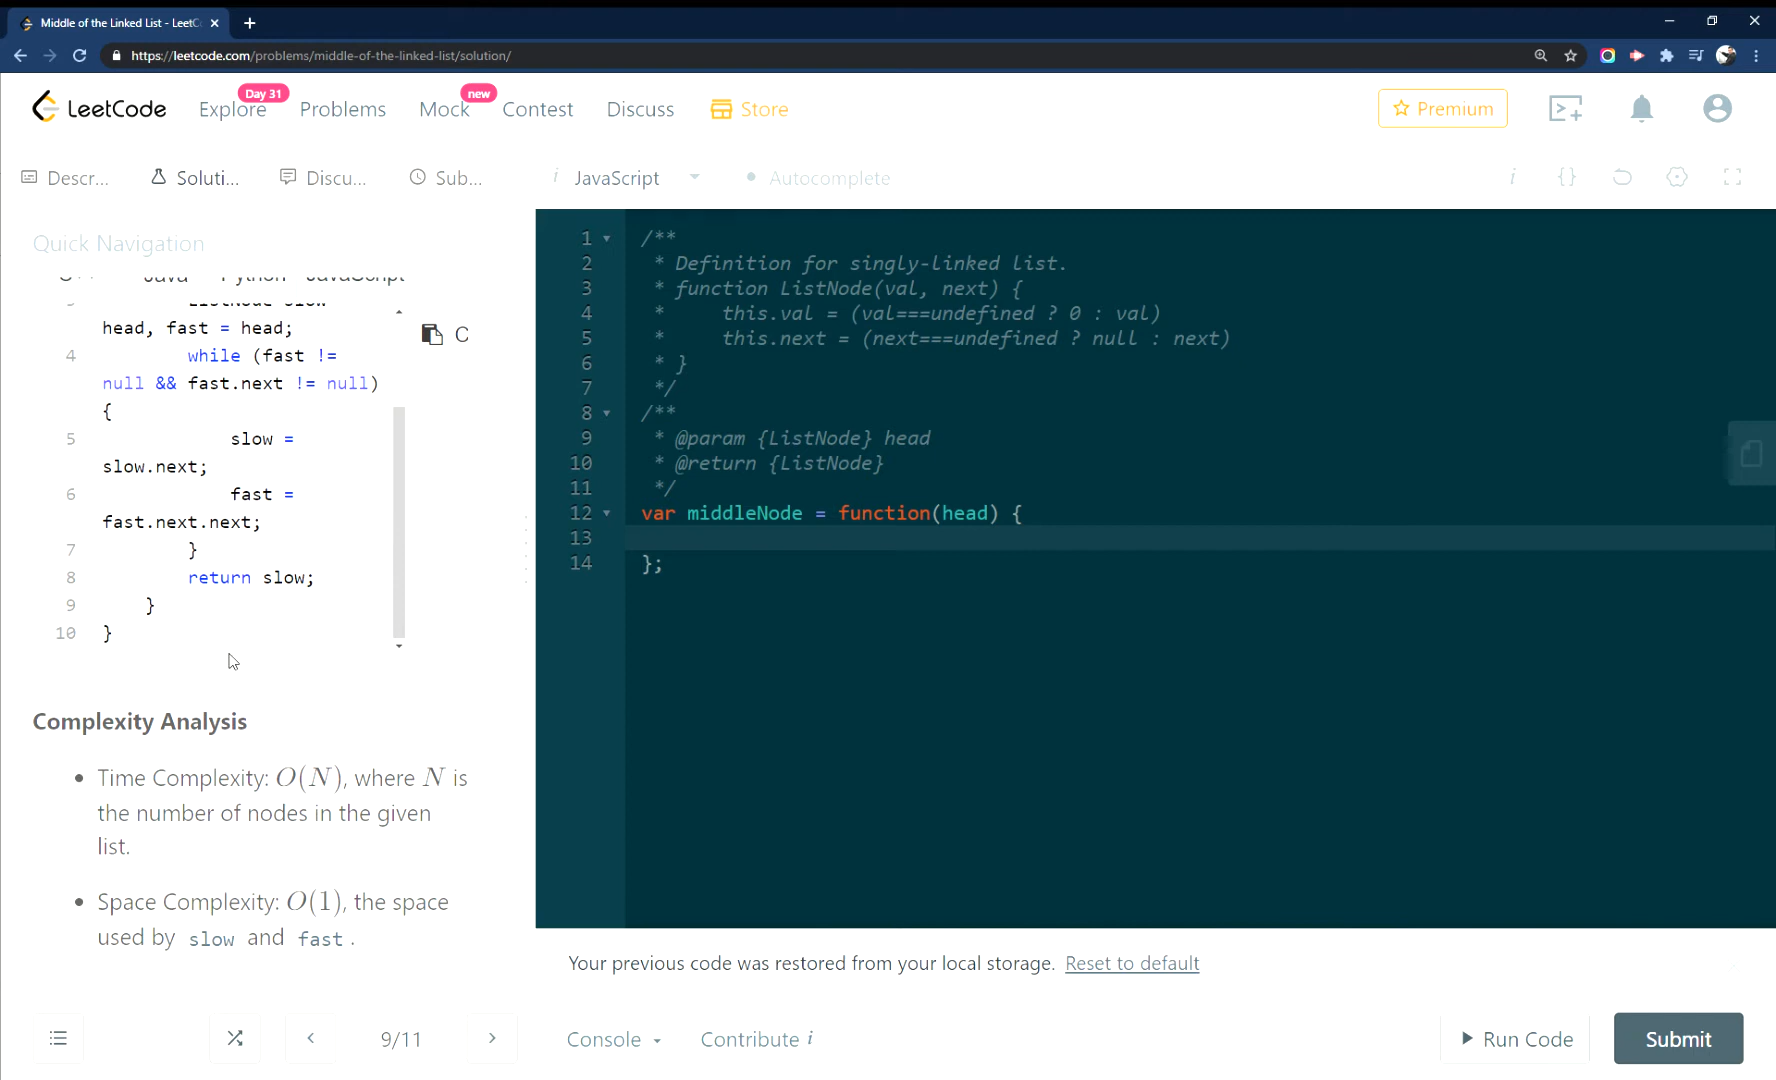 Middle of the Linked List - LeetC
https://leetcode.com/problems/middle-of-the-linked-list/solution/
LeetCode
Explore
Day 31
Problems
Mock
new
Contest
Discuss
Store
Premium
Descr...
Soluti...
Discu...
Sub...
i JavaScript
Autocomplete
i {}
Quick Navigation
Java Python JavaScript
ListNode slow
head, fast = head;
4 while (fast !=
null && fast.next != null)
{
5 slow =
slow.next;
6 fast =
fast.next.next;
7 }
8 return slow;
9 }
10 }
C
Complexity Analysis
• Time Complexity: O(N), where N is
the number of nodes in the given
list.
• Space Complexity: O(1), the space
used by slow and fast .
1 /**
2 * Definition for singly-linked list.
3 * function ListNode(val, next) {
4 * this.val = (val===undefined ? 0 : val)
5 * this.next = (next===undefined ? null : next)
6 * }
7 */
8 /**
9 * @param {ListNode} head
10 * @return {ListNode}
11 */
12 var middleNode = function(head) {
13
14 };
Your previous code was restored from your local storage. Reset to default
9/11
Console
Contribute i
Run Code
Submit